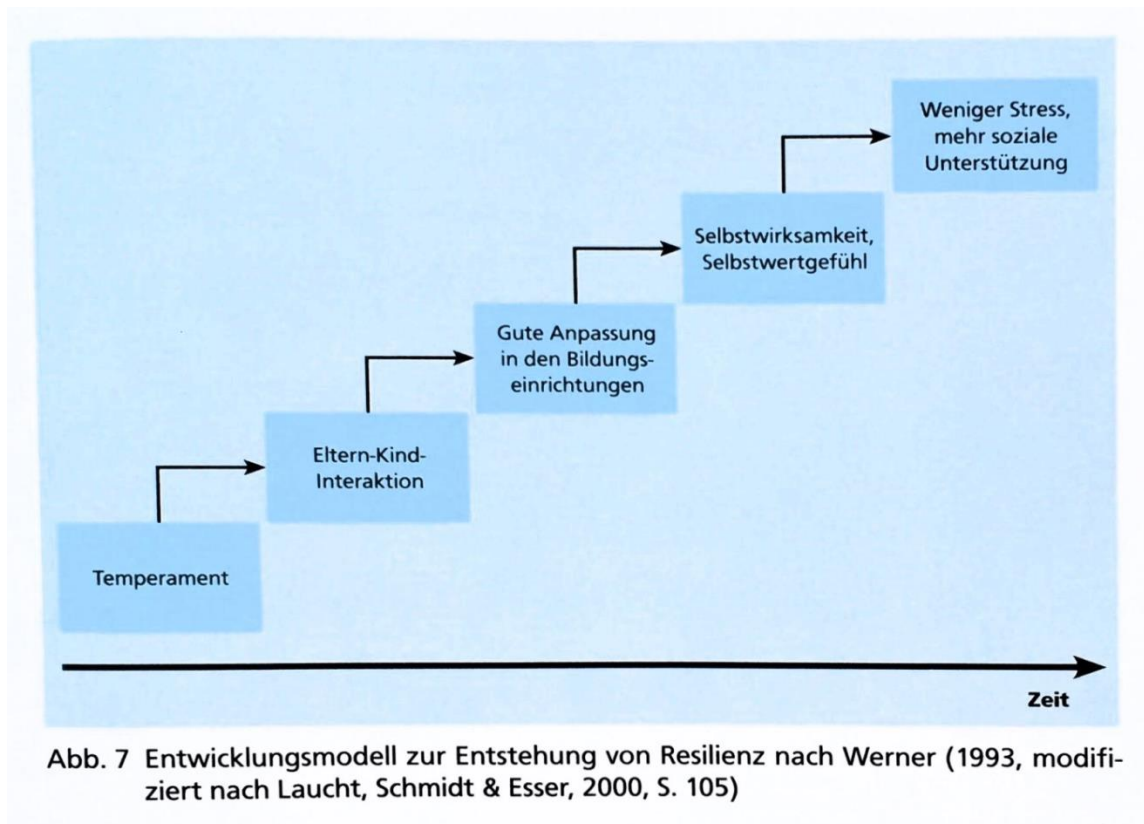 Weniger Stress,
mehr soziale
Unterstützung
Selbstwirksamkeit,
Selbstwertgefühl
Gute Anpassung
in den Bildungs-
einrichtungen
Eltern-Kind-
Interaktion
Temperament
Zeit
Abb. 7 Entwicklungsmodell zur Entstehung von Resilienz nach Werner (1993, modifi-
ziert nach Laucht, Schmidt & Esser, 2000, S. 105)